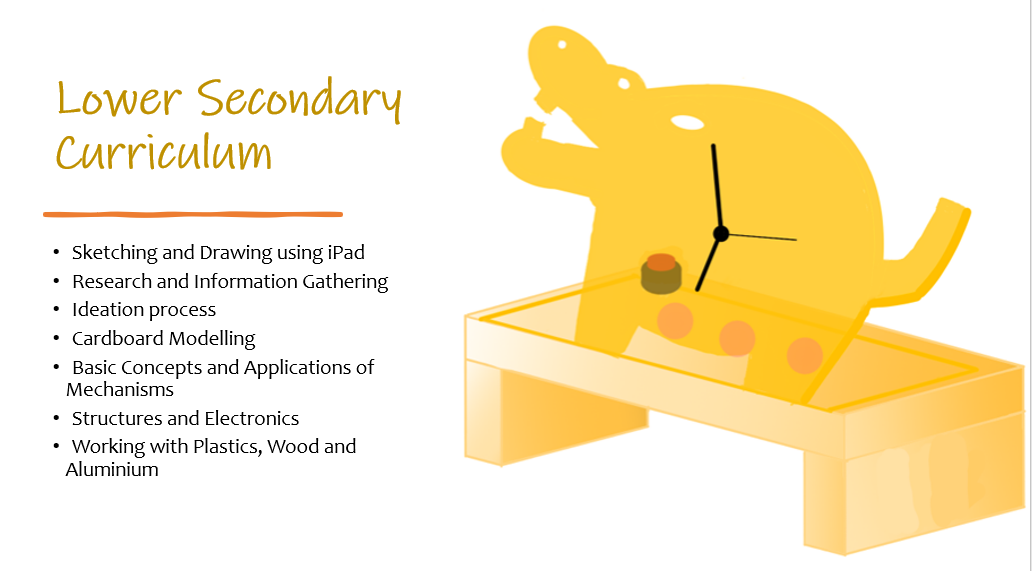 Lower Secondary
Curriculum
• Sketching and Drawing using iPad
• Research and Information Gathering
• Ideation process
• Cardboard Modelling
• Basic Concepts and Applications of
Mechanisms
• Structures and Electronics
• Working with Plastics, Wood and
Aluminium